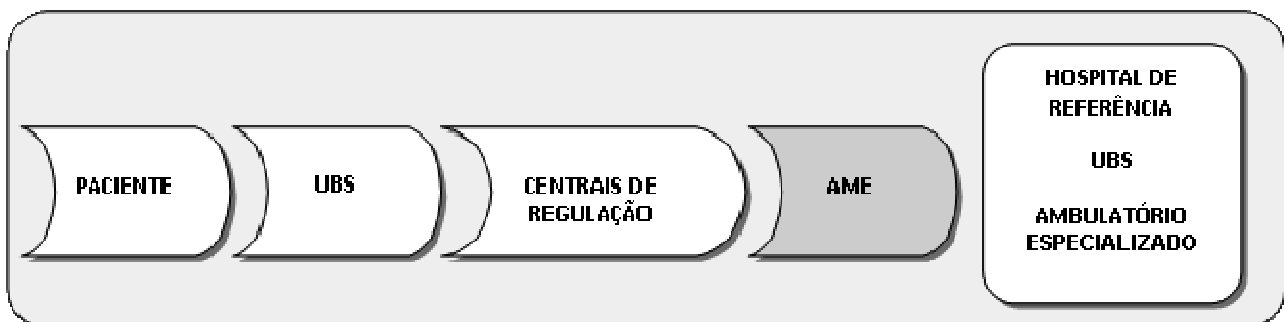 PACIENTE
UBS
CENTRAIS DE
REGULAÇÃO
AME
HOSPITAL DE
REFERÊNCIA
UBS
AMBULATÓRIO
ESPECIALIZADO